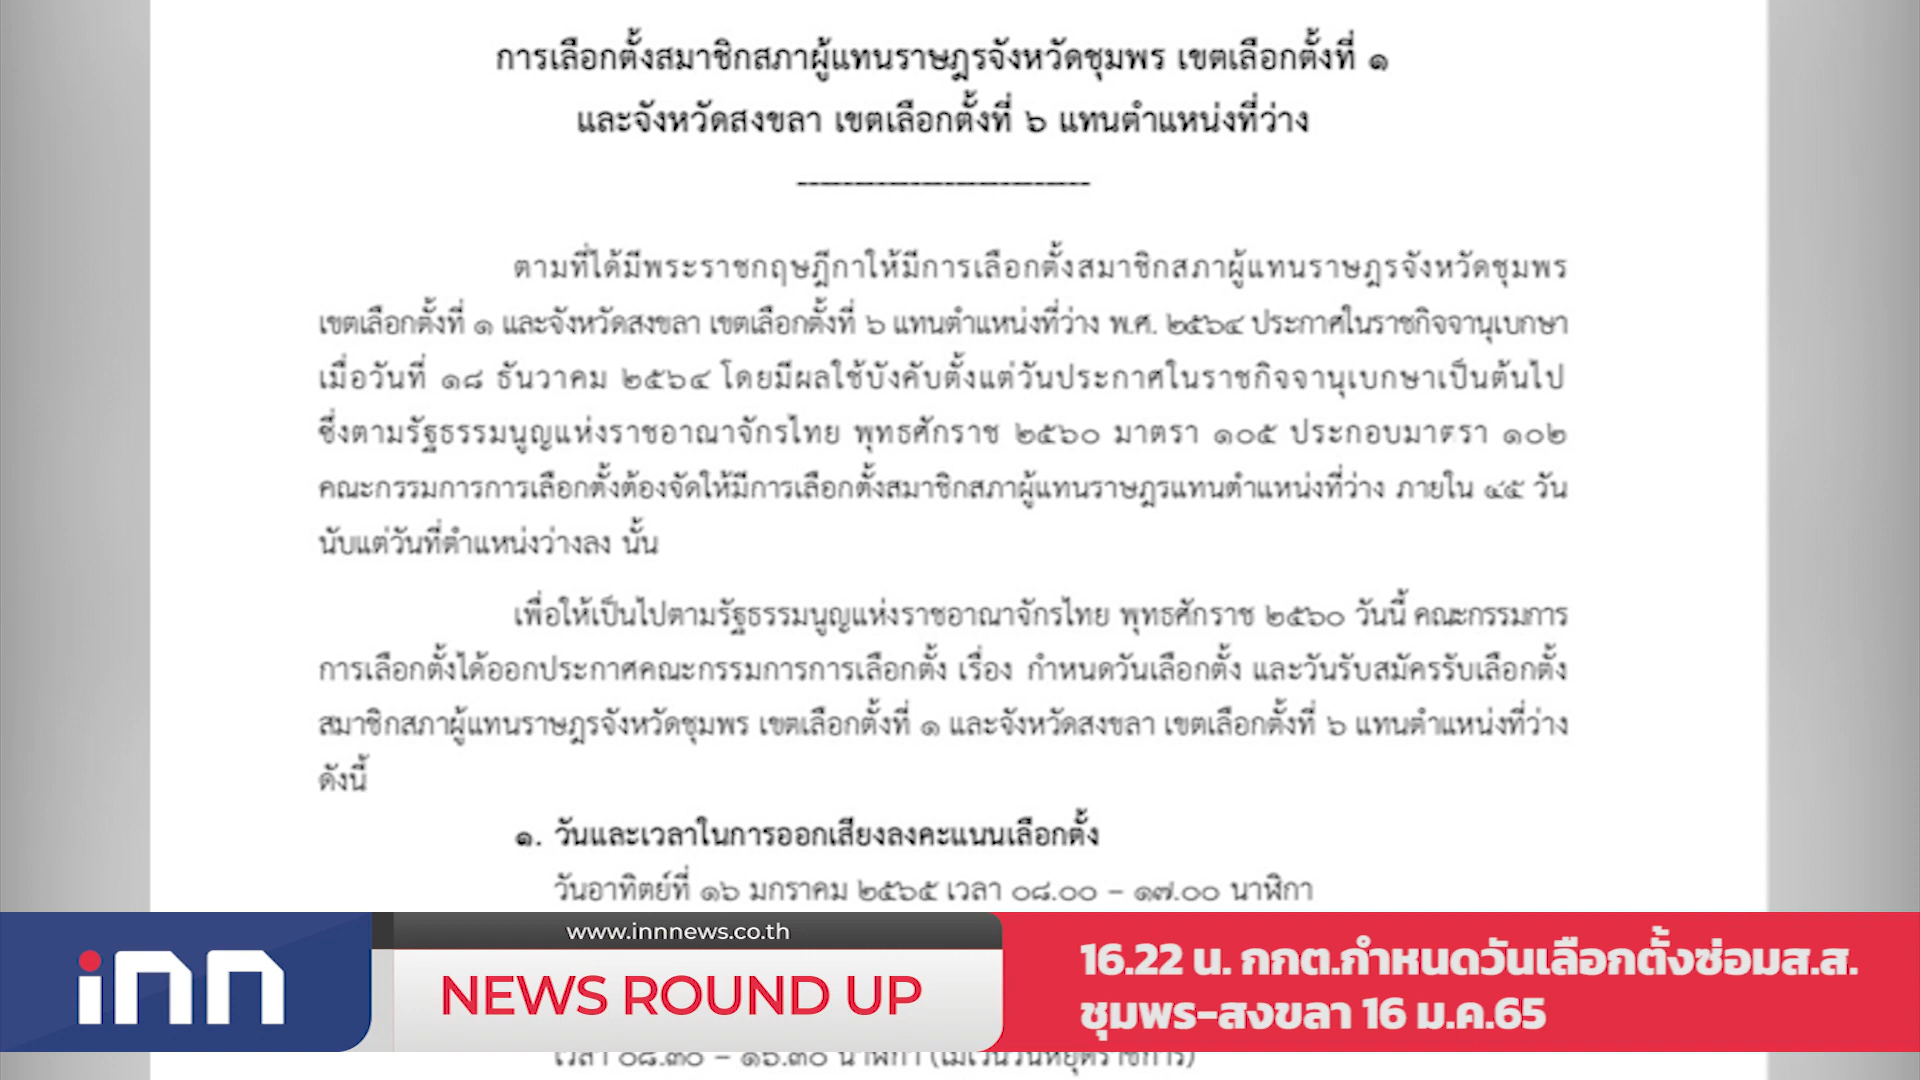 การเลือกตั้งสมาชิกสภาผู้แทนราษฎรจังหวัดชุมพร เขตเลือกตั้งที่ ๑
และจังหวัดสงขลา เขตเลือกตั้งที่ ๖ แทนตำแหน่งที่ว่าง
--------------------------
ตามที่ได้มีพระราชกฤษฎีกาให้มีการเลือกตั้งสมาชิกสภาผู้แทนราษฎรจังหวัดชุมพร
เขตเลือกตั้งที่ ๑ และจังหวัดสงขลา เขตเลือกตั้งที่ ๖ แทนตำแหน่งที่ว่าง พ.ศ. ๒๕๖๔ ประกาศในราชกิจจานุเบกษา
เมื่อวันที่ ๑๘ ธันวาคม ๒๕๖๔ โดยมีผลใช้บังคับตั้งแต่วันประกาศในราชกิจจานุเบกษาเป็นต้นไป
ซึ่งตามรัฐธรรมนูญแห่งราชอาณาจักรไทย พุทธศักราช ๒๕๖๐ มาตรา ๑๐๕ ประกอบมาตรา ๑๐๒
คณะกรรมการการเลือกตั้งต้องจัดให้มีการเลือกตั้งสมาชิกสภาผู้แทนราษฎรแทนตำแหน่งที่ว่าง ภายใน ๔๕ วัน
นับแต่วันที่ตำแหน่งว่างลง นั้น
เพื่อให้เป็นไปตามรัฐธรรมนูญแห่งราชอาณาจักรไทย พุทธศักราช ๒๕๖๐ วันนี้ คณะกรรมการ
การเลือกตั้งได้ออกประกาศคณะกรรมการการเลือกตั้ง เรื่อง กำหนดวันเลือกตั้ง และวันรับสมัครรับเลือกตั้ง
สมาชิกสภาผู้แทนราษฎรจังหวัดชุมพร เขตเลือกตั้งที่ ๑ และจังหวัดสงขลา เขตเลือกตั้งที่ ๖ แทนตำแหน่งที่ว่าง
ดังนี้
๑. วันและเวลาในการออกเสียงลงคะแนนเลือกตั้ง
วันอาทิตย์ที่ ๑๖ มกราคม ๒๕๖๕ เวลา ๐๘.๐๐ – ๑๗.๐๐ นาฬิกา
inn
www.innnews.co.th
NEWS ROUND UP
16.22 น. กกต.กำหนดวันเลือกตั้งซ่อมส.ส.
ชุมพร-สงขลา 16 ม.ค.65
เวลา ๐๘.๓๐ – ๑๖.๓๐ นาฬิกา (ไม่เว้นวันหยุดราชการ)